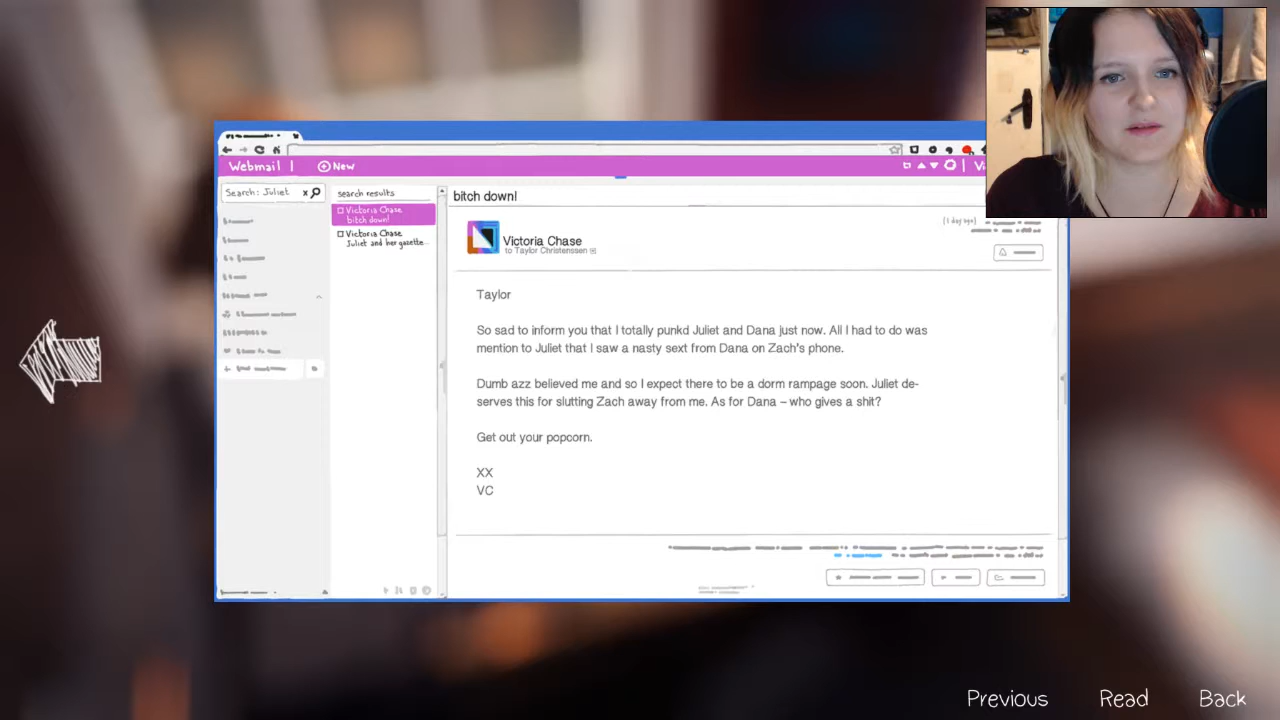 Webmail |
New
Search: Juliet x
search results
Victoria Chase
bitch down!
Victoria Chase
Juliet and her gazette...
bitch down!
(1 day ago)
Victoria Chase
to Taylor Christenssen
Taylor
So sad to inform you that I totally punkd Juliet and Dana just now. All I had to do was
mention to Juliet that I saw a nasty sext from Dana on Zach's phone.
Dumb azz believed me and so I expect there to be a dorm rampage soon. Juliet de-
serves this for slutting Zach away from me. As for Dana – who gives a shit?
Get out your popcorn.
XX
VC
Previous
Read
Back